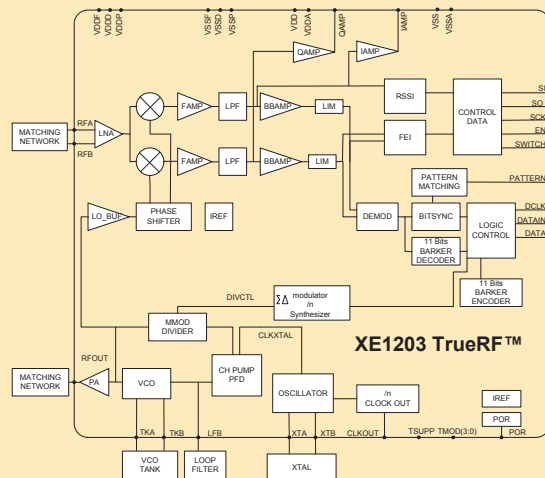 VDDF
VDDD
VDDP
VSSF
VSSD
VSSP
VDD
VDDA
QAMP
IAMP
VSS
VSSA
QAMP
IAMP
RFA
RFB
MATCHING
NETWORK
LNA
FAMP
LPF
BBAMP
LIM
FAMP
LPF
BBAMP
LIM
RSSI
FEI
CONTROL
DATA
SO
SCK
EN
SWITCH
PATTERN
MATCHING
PATTERN
LO_BUF
PHASE
SHIFTER
IREF
DEMOD
BITSYNC
LOGIC
CONTROL
DCLK
DATAIN
DATA
11 Bits
BARKER
DECODER
11 Bits
BARKER
ENCODER
DIVCTL
ΣΔ modulator
/n
Synthesizer
MMOD
DIVIDER
CLKXTAL
XE1203 TrueRF™
RFOUT
MATCHING
NETWORK
PA
VCO
CH PUMP
PFD
OSCILLATOR
/n
CLOCK OUT
IREF
POR
TKA
TKB
LFB
XTA
XTB
CLKOUT
TSUPP
TMOD(3:0)
POR
VCO
TANK
LOOP
FILTER
XTAL